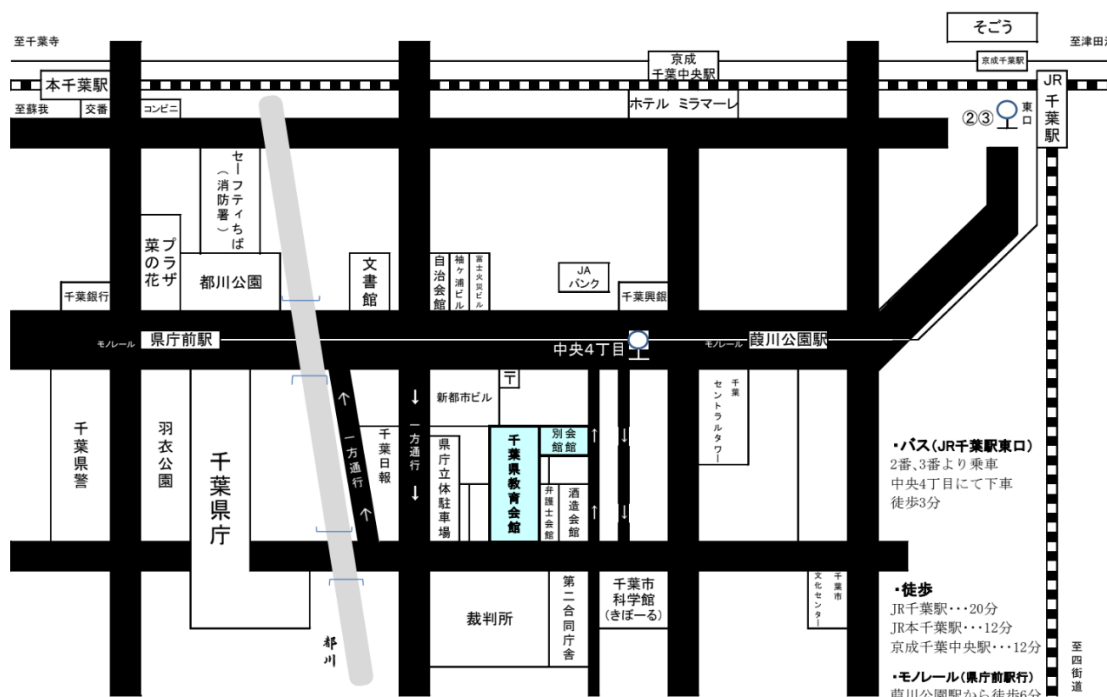 そごう
至千葉寺
至津田沼
京成
千葉中央駅
京成千葉駅
本千葉駅
JR
千葉駅
至蘇我
交番
コンビニ
ホテル ミラマーレ
②③
東口
セーフティちば
(消防署)
プラザ
菜の花
都川公園
文書館
自治会館
袖ヶ浦ビル
富士火災ビル
JA
バンク
千葉銀行
千葉興銀
モノレール 県庁前駅
中央4丁目
モノレール 葭川公園駅
千葉県警
羽衣公園
千葉県庁
↑ 一方通行 ↑
千葉日報
↓ 一方通行 ↓
新都市ビル
〒
県庁立体駐車場
千葉県教育会館
別館
会館
弁護士会館
酒造会館
↑
↑
↓
↓
千葉
セントラルタワー
・バス(JR千葉駅東口)
2番、3番より乗車
中央4丁目にて下車
徒歩3分
都川
裁判所
第二合同庁舎
千葉市
科学館
(きぼーる)
千葉市
文化センター
・徒歩
JR千葉駅・・・20分
JR本千葉駅・・・12分
京成千葉中央駅・・・12分
・モノレール(県庁前駅行)
葭川公園駅から徒歩6分
至四街道